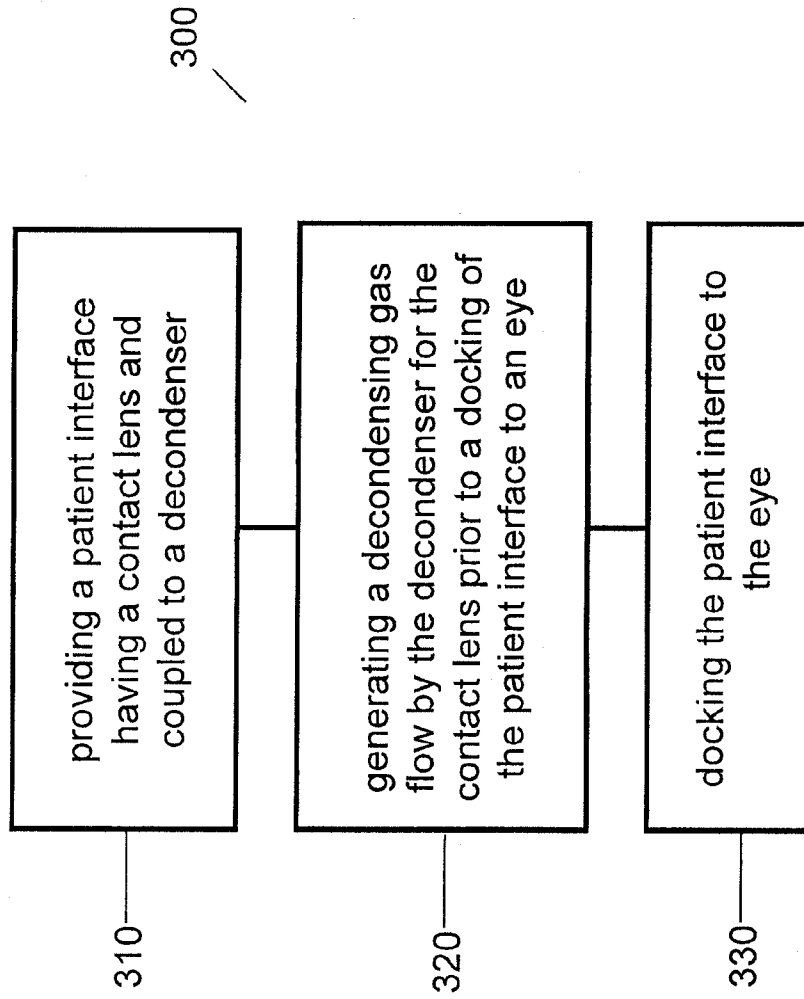 300
310
providing a patient interface
having a contact lens and
coupled to a decondenser
320
generating a decondensing gas
flow by the decondenser for the
contact lens prior to a docking of
the patient interface to an eye
330
docking the patient interface to
the eye